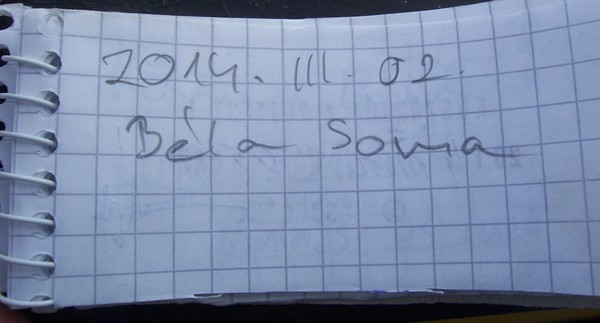 2014. III. 02.
Béla Soma